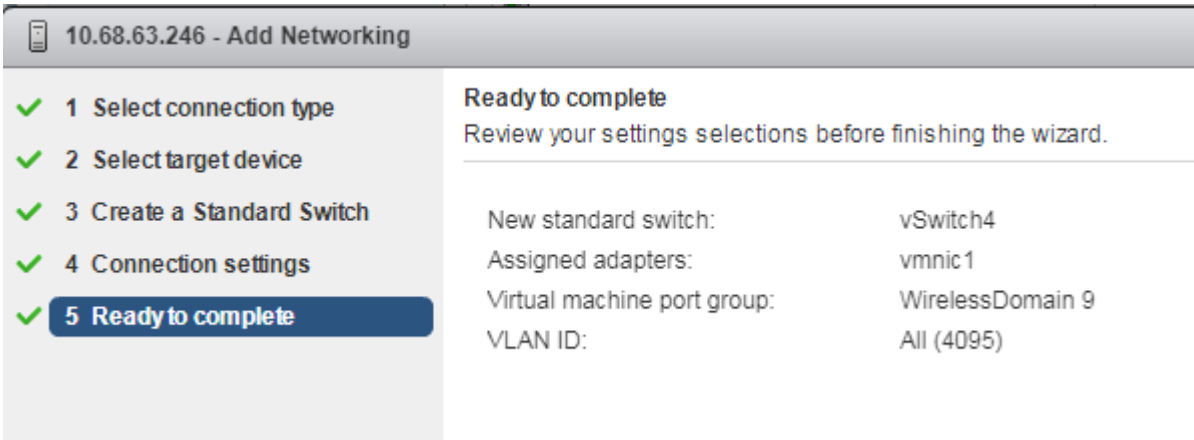 10.68.63.246 - Add Networking
1 Select connection type
2 Select target device
3 Create a Standard Switch
4 Connection settings
5 Ready to complete
Ready to complete
Review your settings selections before finishing the wizard.
New standard switch: vSwitch4
Assigned adapters: vmnic1
Virtual machine port group: WirelessDomain 9
VLAN ID: All (4095)